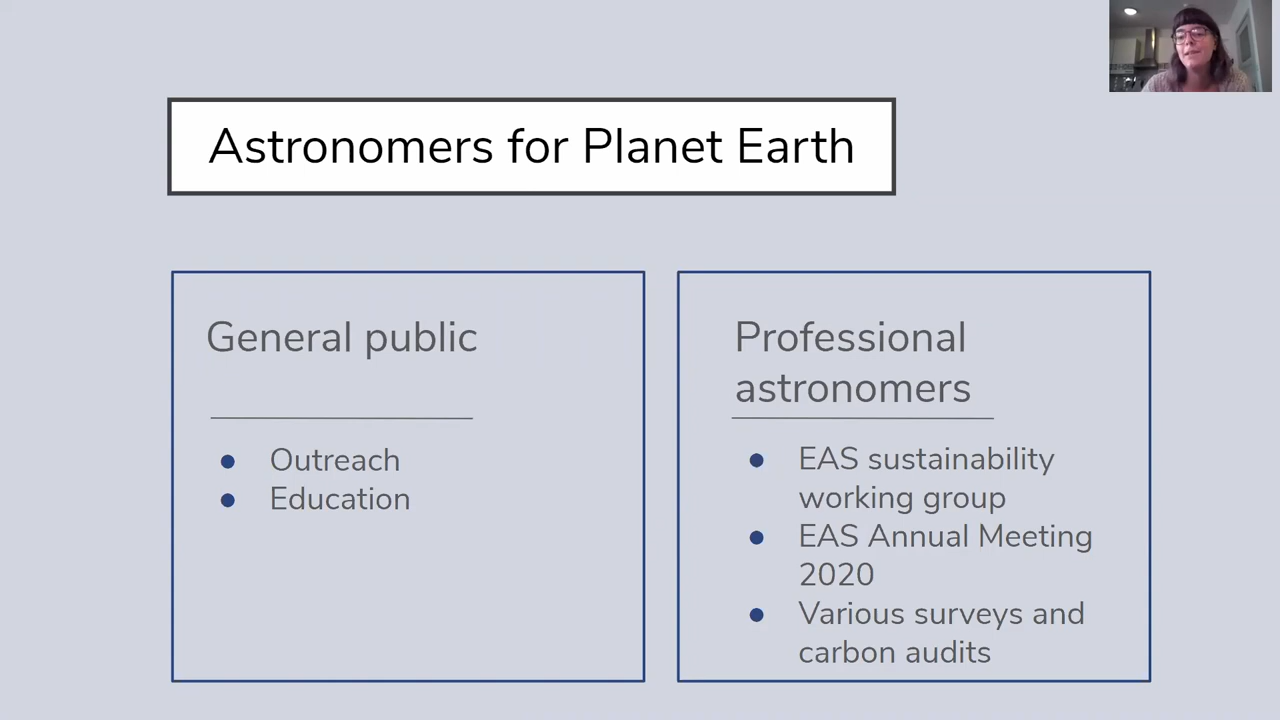 Astronomers for Planet Earth
General public
● Outreach
● Education
Professional
astronomers
● EAS sustainability
working group
● EAS Annual Meeting
2020
● Various surveys and
carbon audits